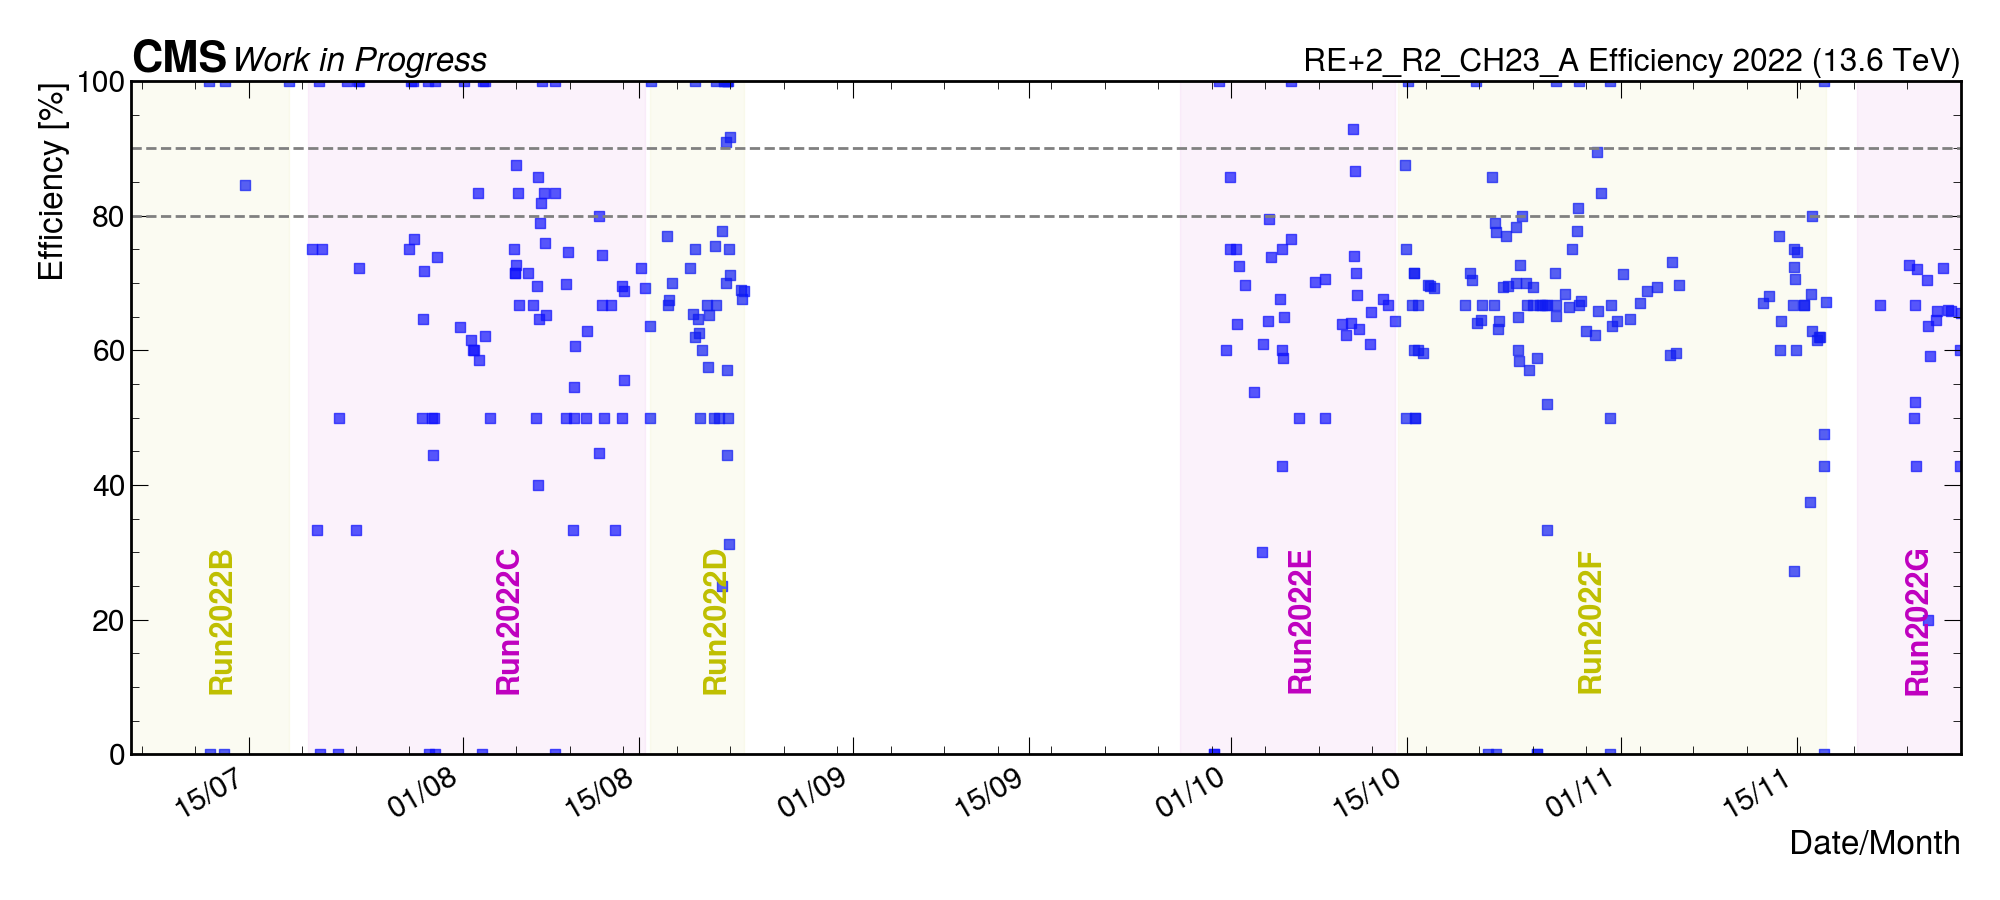 CMS Work in Progress
RE+2_R2_CH23_A Efficiency 2022 (13.6 TeV)
Efficiency [%]
100
80
60
40
20
0
Run2022B
Run2022C
Run2022D
Run2022E
Run2022F
Run2022G
15/07
01/08
15/08
01/09
15/09
01/10
15/10
01/11
15/11
Date/Month